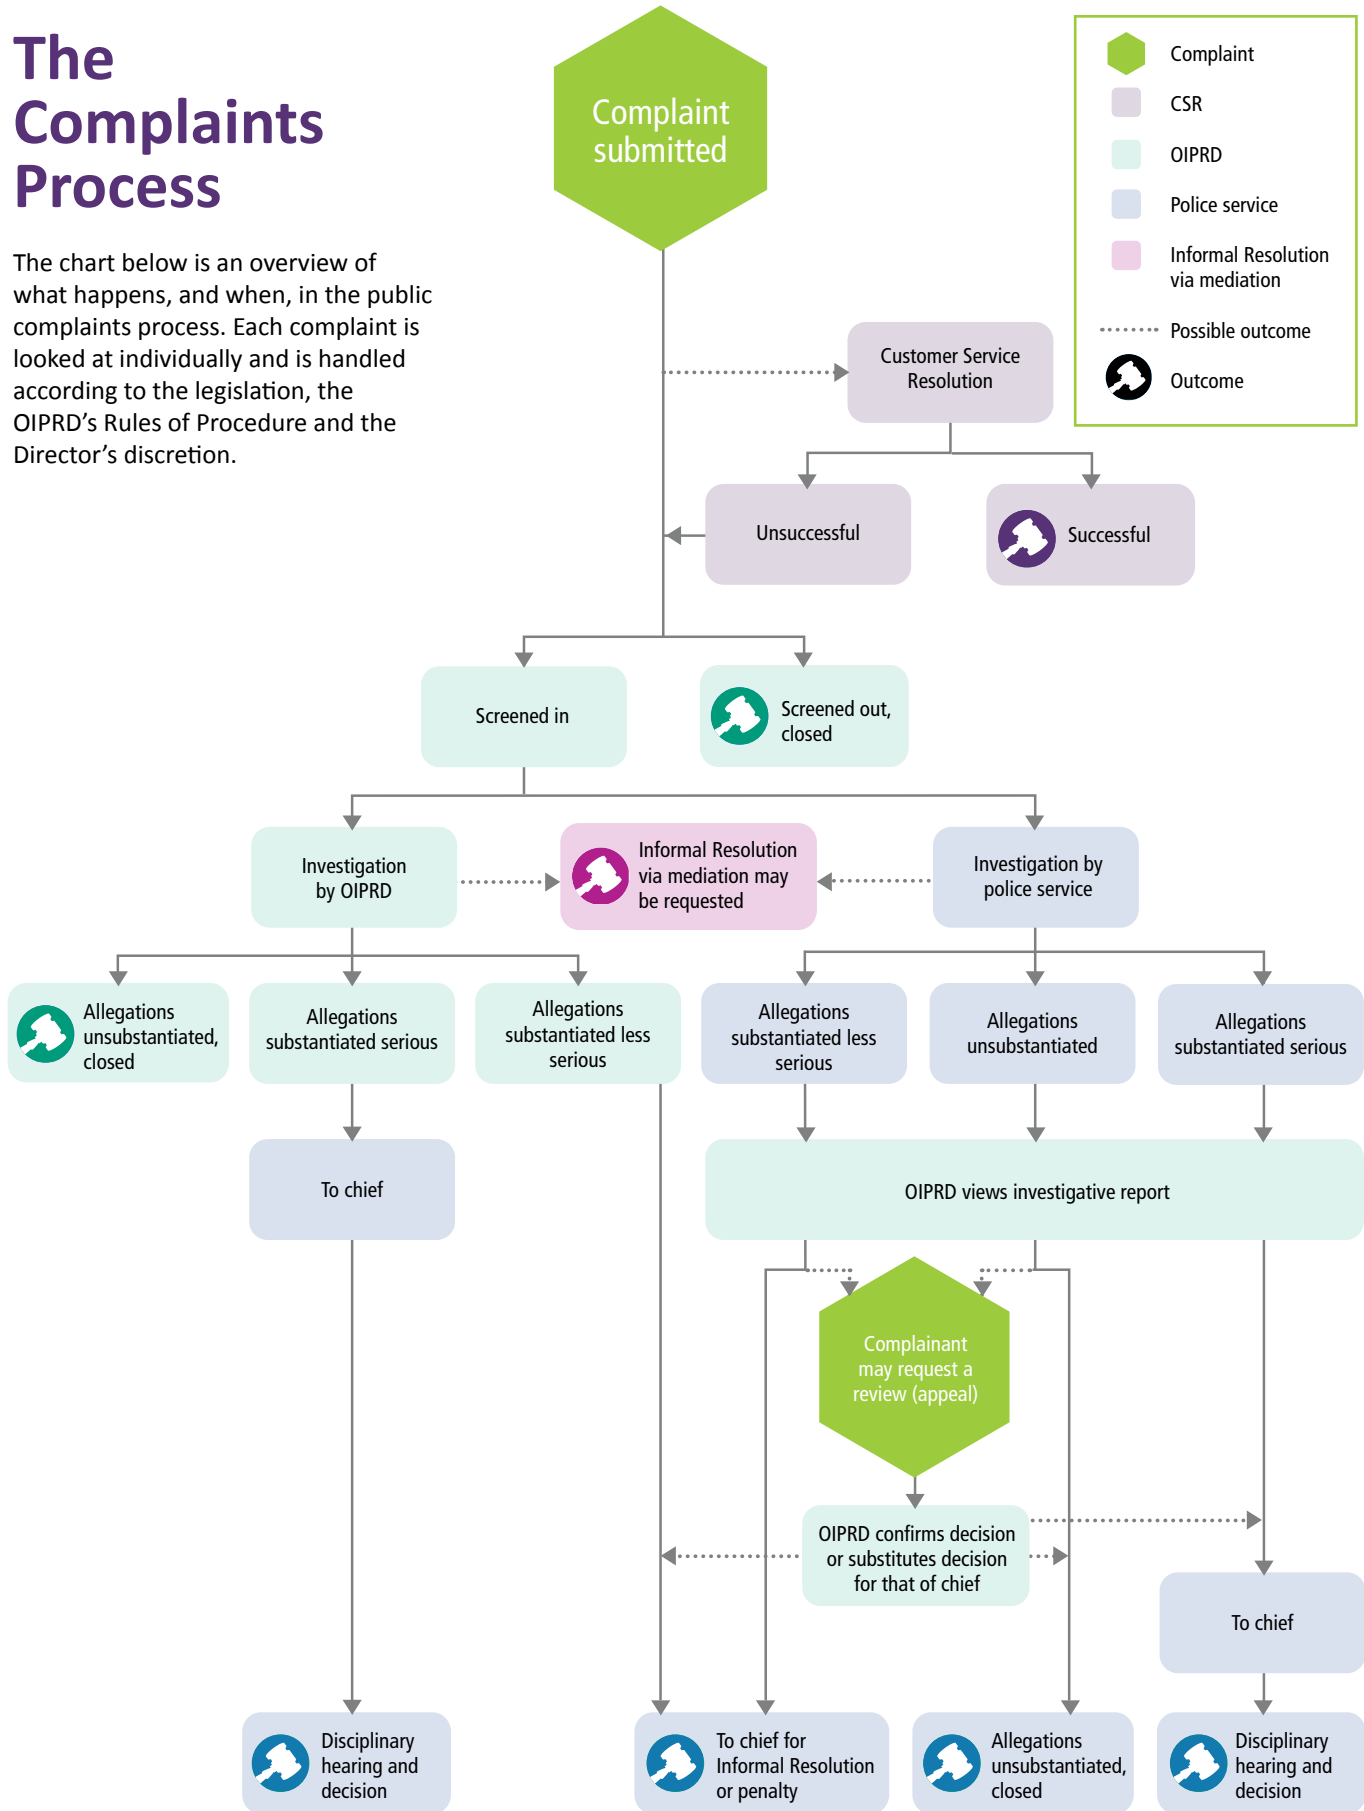 The
Complaints
Process
The chart below is an overview of
what happens, and when, in the public
complaints process. Each complaint is
looked at individually and is handled
according to the legislation, the
OIPRD’s Rules of Procedure and the
Director’s discretion.
Complaint
submitted
Complaint
CSR
OIPRD
Police service
Informal Resolution
via mediation
Possible outcome
Outcome
Customer Service
Resolution
Unsuccessful
Successful
Screened in
Screened out,
closed
Investigation
by OIPRD
Informal Resolution
via mediation may
be requested
Investigation by
police service
Allegations
unsubstantiated,
closed
Allegations
substantiated serious
Allegations
substantiated less
serious
Allegations
substantiated less
serious
Allegations
unsubstantiated
Allegations
substantiated serious
To chief
OIPRD views investigative report
Complainant
may request a
review (appeal)
OIPRD confirms decision
or substitutes decision
for that of chief
To chief
Disciplinary
hearing and
decision
To chief for
Informal Resolution
or penalty
Allegations
unsubstantiated,
closed
Disciplinary
hearing and
decision